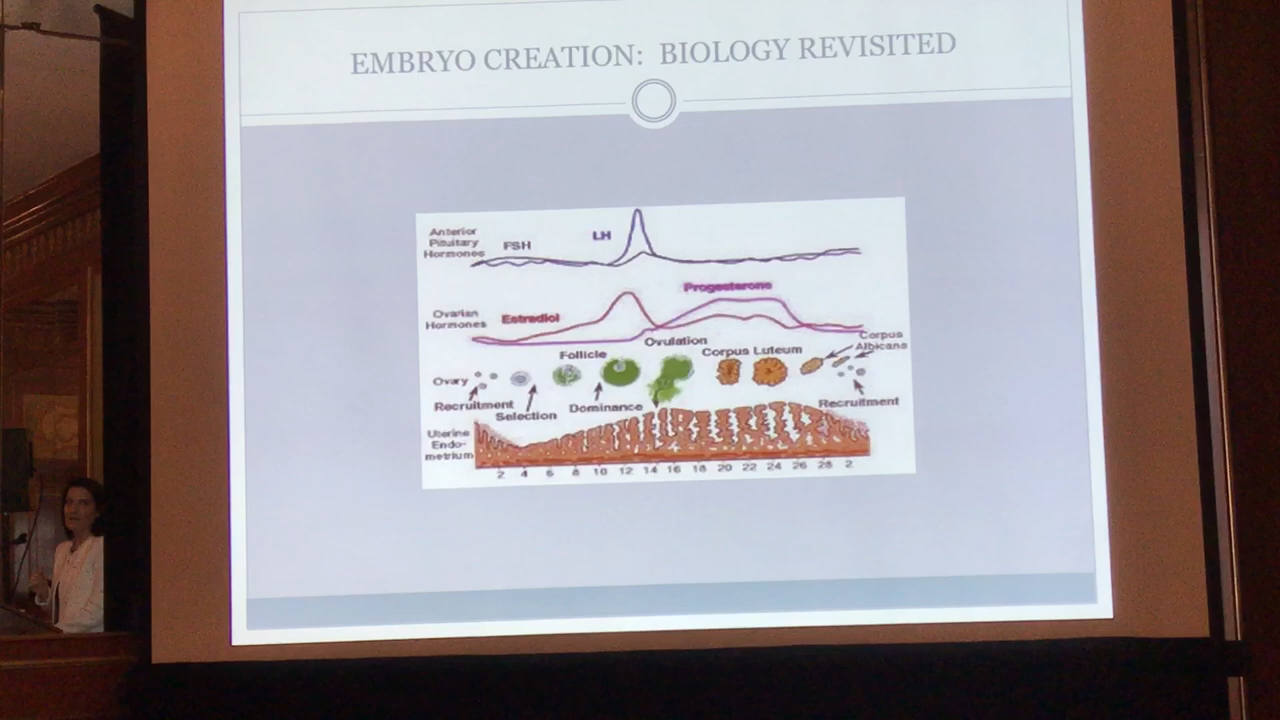 EMBRYO CREATION: BIOLOGY REVISITED
Anterior
Pituitary
Hormones
FSH
LH
Ovarian
Hormones
Estradiol
Progesterone
Ovulation
Follicle
Corpus Luteum
Corpus
Albicans
Ovary
Recruitment
Selection
Dominance
Recruitment
Uterine
Endo-
metrium
2 4 6 8 10 12 14 16 18 20 22 24 26 28 2